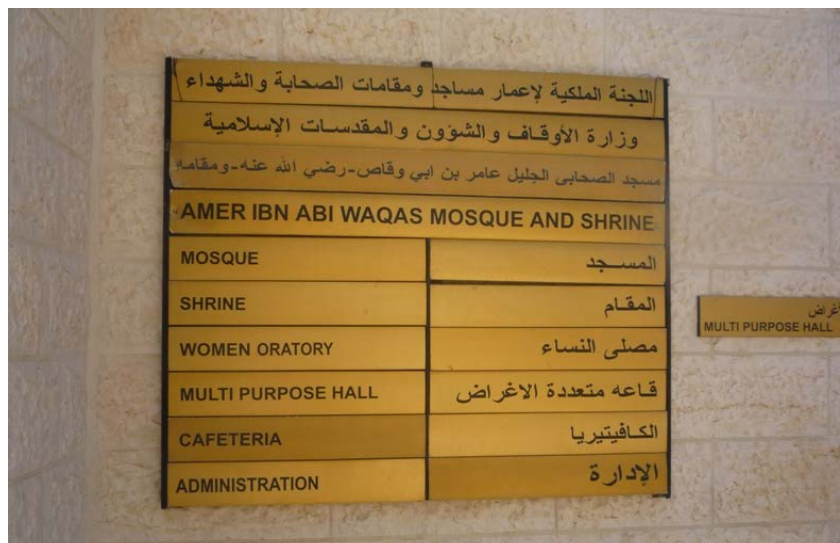 اللجنة الملكية لإعمار مساجد ومقامات الصحابة والشهداء
وزارة الأوقاف والشؤون والمقدسات الإسلامية
مسجد الصحابى الجليل عامر بن ابي وقاص-رضي الله عنه-ومقامه
AMER IBN ABI WAQAS MOSQUE AND SHRINE
MOSQUE المسجد
SHRINE المقام
WOMEN ORATORY مصلى النساء
MULTI PURPOSE HALL قاعه متعددة الاغراض
CAFETERIA الكافيتيريا
ADMINISTRATION الإدارة
MULTI PURPOSE HALL